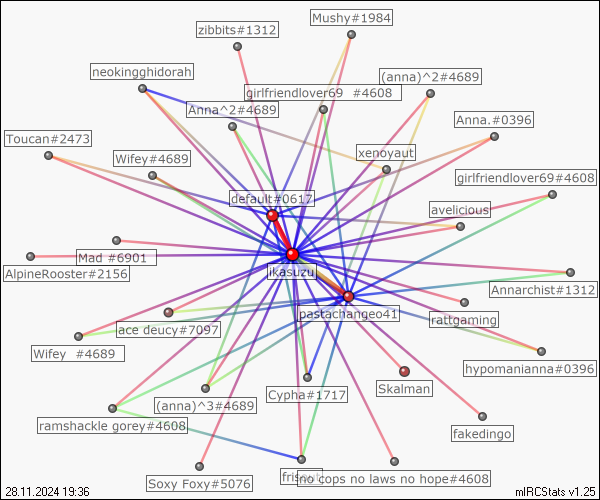 Mushy#1984
zibbits#1312
neokingghidorah
(anna)^2#4689
girlfriendlover69 #4608
Anna^2#4689
Anna.#0396
Toucan#2473
xenoyaut
Wifey#4689
girlfriendlover69#4608
default#0617
avelicious
Mad #6901
AlpineRooster#2156
ikasuzu
Annarchist#1312
pastachangeo41
rattgaming
ace deucy#7097
Wifey #4689
hypomanianna#0396
Skalman
Cypha#1717
(anna)^3#4689
ramshackle gorey#4608
fakedingo
no cops no laws no hope#4608
Soxy Foxy#5076
28.11.2024 19:36
mIRCStats v1.25